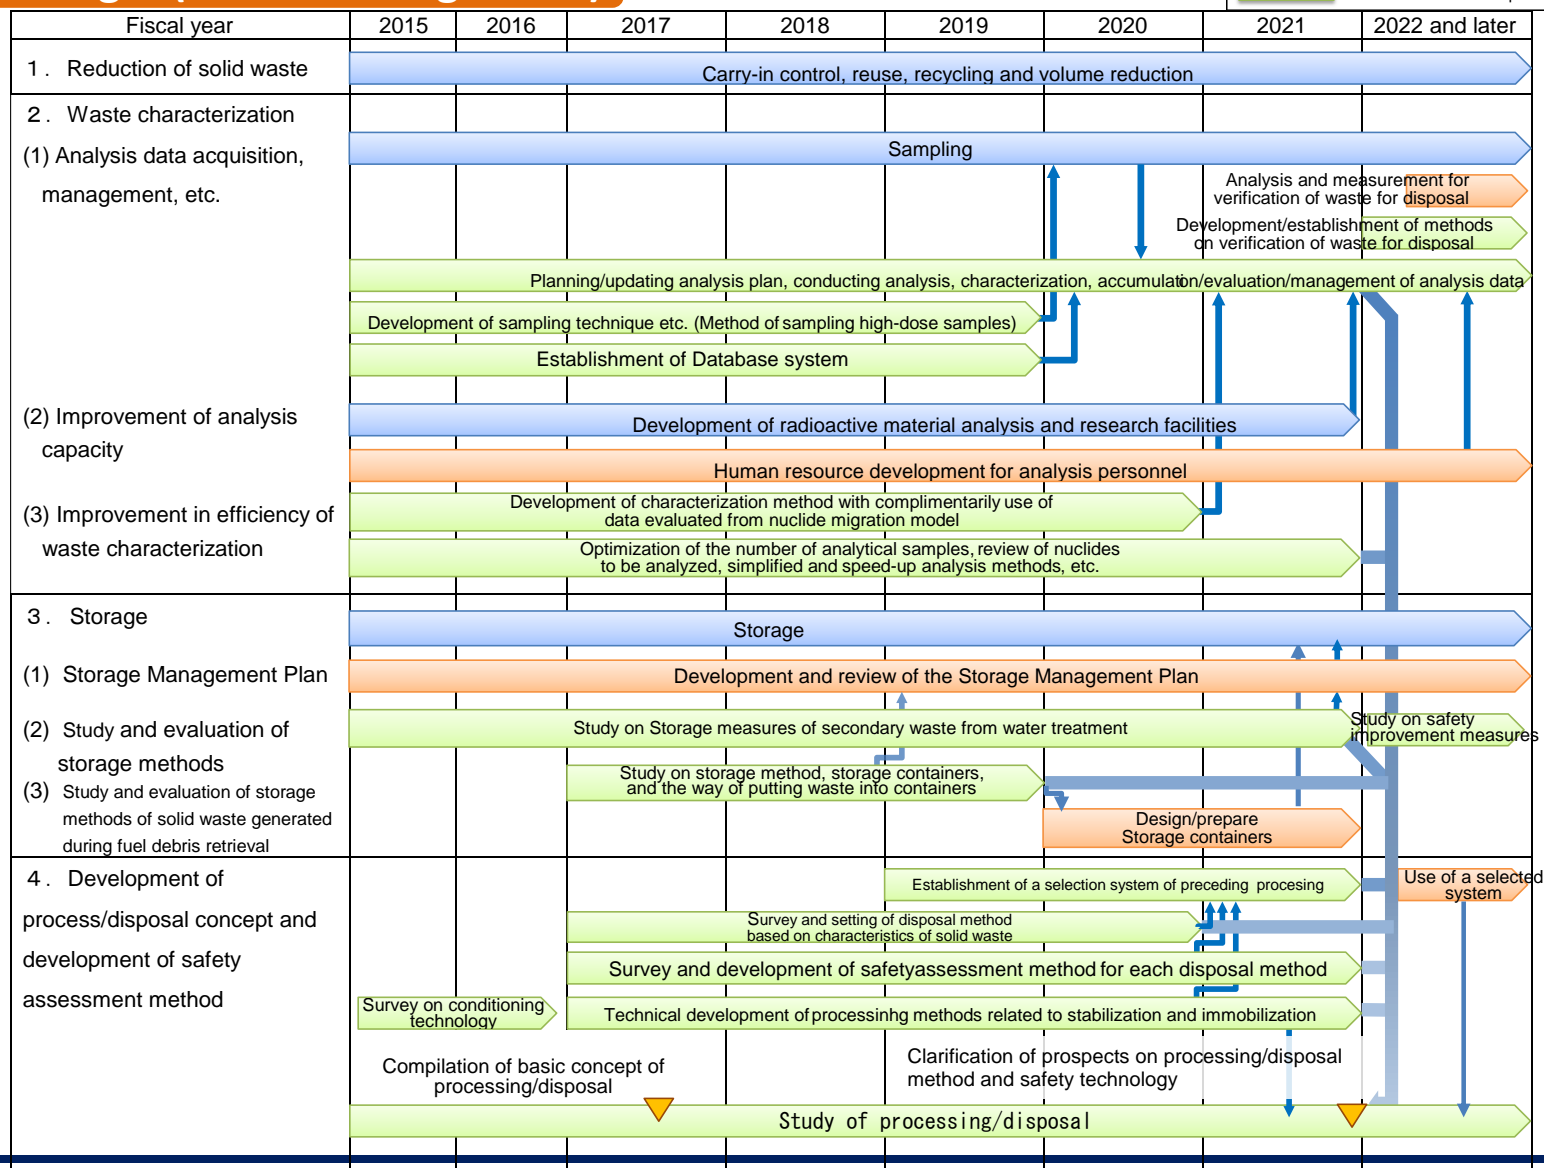 Fiscal year 2015 2016 2017 2018 2019 2020 2021 2022 and later
1. Reduction of solid waste
Carry-in control, reuse, recycling and volume reduction
2. Waste characterization
(1) Analysis data acquisition,
management, etc.
Sampling
Analysis and measurement for
verification of waste for disposal
Development/establishment of methods
on verification of waste for disposal
Planning/updating analysis plan, conducting analysis, characterization, accumulation/evaluation/management of analysis data
Development of sampling technique etc. (Method of sampling high-dose samples)
Establishment of Database system
(2) Improvement of analysis
capacity
Development of radioactive material analysis and research facilities
Human resource development for analysis personnel
(3) Improvement in efficiency of
waste characterization
Development of characterization method with complimentarily use of
data evaluated from nuclide migration model
Optimization of the number of analytical samples, review of nuclides
to be analyzed, simplified and speed-up analysis methods, etc.
3. Storage
Storage
(1) Storage Management Plan
Development and review of the Storage Management Plan
(2) Study and evaluation of
storage methods
Study on Storage measures of secondary waste from water treatment
Study on safety
improvement measures
(3) Study and evaluation of storage
methods of solid waste generated
during fuel debris retrieval
Study on storage method, storage containers,
and the way of putting waste into containers
Design/prepare
Storage containers
4. Development of
process/disposal concept and
development of safety
assessment method
Establishment of a selection system of preceding procesing
Use of a selected
system
Survey and setting of disposal method
based on characteristics of solid waste
Survey and development of safetyassessment method for each disposal method
Survey on conditioning
technology
Technical development of processinhg methods related to stabilization and immobilization
Compilation of basic concept of
processing/disposal
Clarification of prospects on processing/disposal
method and safety technology
Study of processing/disposal